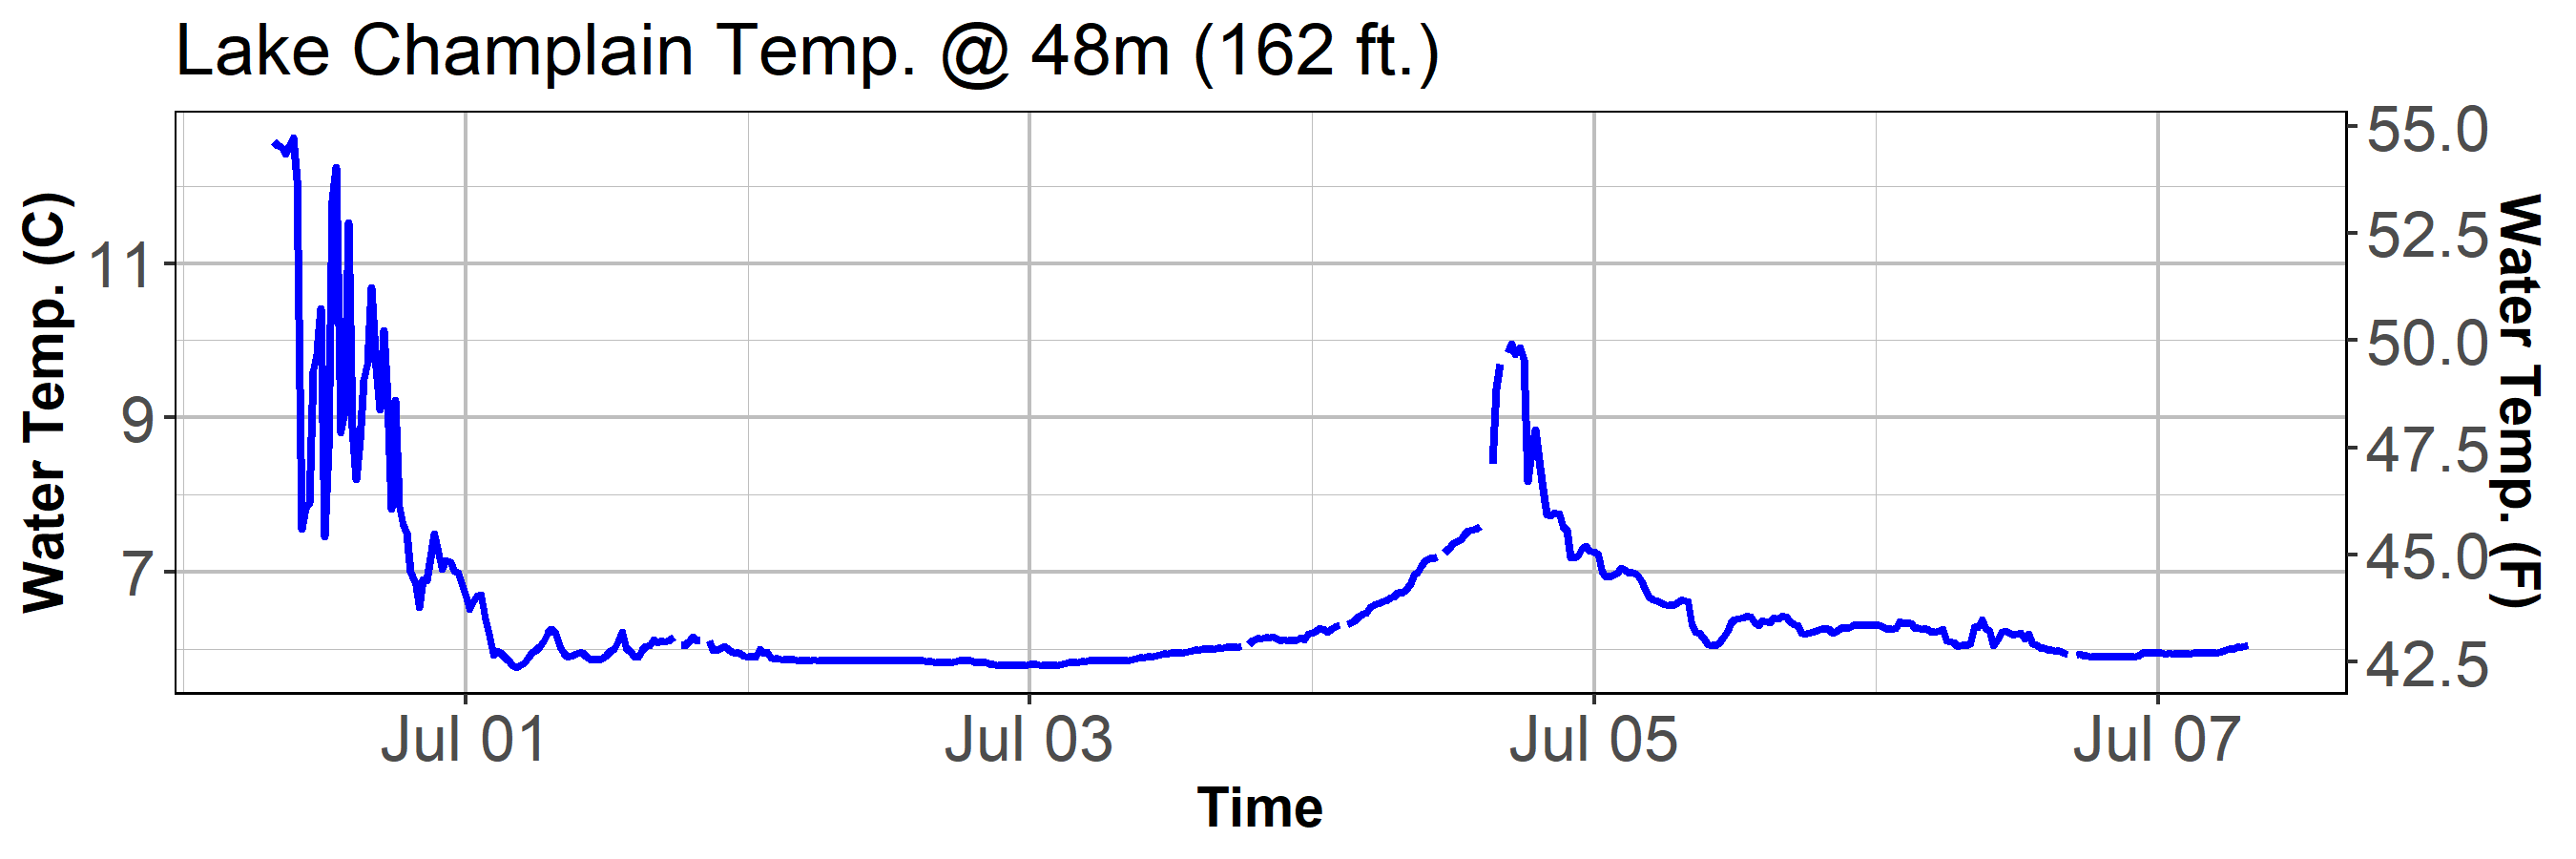 Lake Champlain Temp. @ 48m (162 ft.)
Water Temp. (C)
11
9
7
55.0
52.5
50.0
47.5
45.0
42.5
Water Temp. (F)
Jul 01 Jul 03 Jul 05 Jul 07
Time